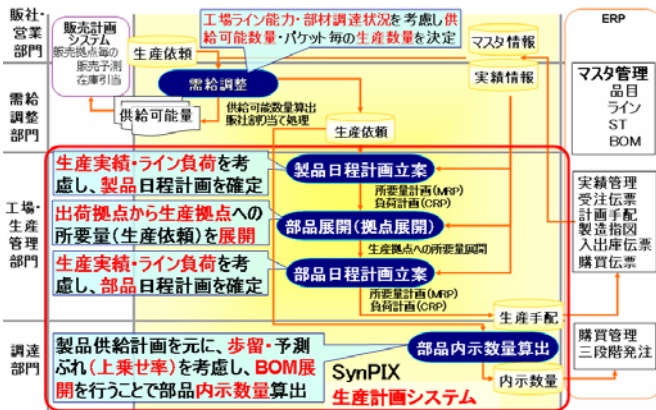 販社・
営業
部門
販売計画
システム
販売拠点毎の
販売予測
在庫引当
生産依頼
工場ライン能力・部材調達状況を考慮し供
給可能数量・バケット毎の生産数量を決定
マスタ情報
ERP
需給
調整
部門
需給調整
供給可能量
供給可能数量算出
販社割り当て処理
生産依頼
実績情報
マスタ管理
品目
ライン
ST
BOM
工場・
生産
管理
部門
生産実績・ライン負荷を考
慮し、製品日程計画を確定
製品日程計画立案
所要量計画(MRP)
負荷計画(CRP)
出荷拠点から生産拠点への
所要量(生産依頼)を展開
部品展開(拠点展開)
生産拠点への所要量展開
生産実績・ライン負荷を考
慮し、部品日程計画を確定
部品日程計画立案
所要量計画(MRP)
負荷計画(CRP)
生産手配
実績管理
受注伝票
計画手配
製造指図
入出庫伝票
購買伝票
調達
部門
製品供給計画を元に、歩留・予測
ぶれ(上乗せ率)を考慮し、BOM展
開を行うことで部品内示数量算出
部品内示数量算出
SynPIX
生産計画システム
内示数量
購買管理
三段階発注